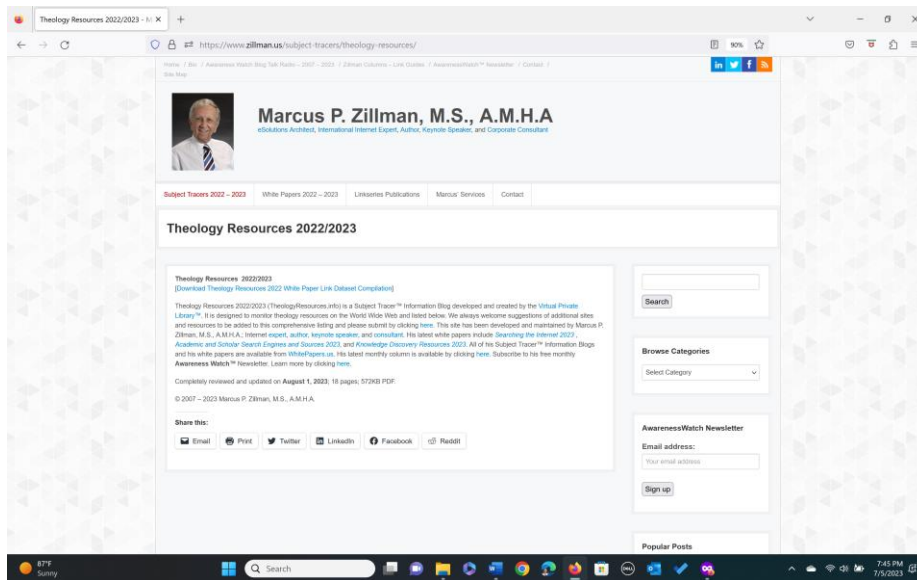 Theology Resources 2022/2023 - M
https://www.zillman.us/subject-tracers/theology-resources/
90%
Home / Bio / Awareness Watch Blog Talk Radio – 2007 – 2023 / Zillman Columns – Link Guides / AwarenessWatch™ Newsletter / Contact /
Site Map
Marcus P. Zillman, M.S., A.M.H.A
eSolutions Architect, International Internet Expert, Author, Keynote Speaker, and Corporate Consultant
Subject Tracers 2022 – 2023
White Papers 2022 – 2023
Linkseries Publications
Marcus' Services
Contact
Theology Resources 2022/2023
Theology Resources 2022/2023
[Download Theology Resources 2022 White Paper Link Dataset Compilation]
Theology Resources 2022/2023 (TheologyResources.info) is a Subject Tracer™ Information Blog developed and created by the Virtual Private
Library™. It is designed to monitor theology resources on the World Wide Web and listed below. We always welcome suggestions of additional sites
and resources to be added to this comprehensive listing and please submit by clicking here. This site has been developed and maintained by Marcus P.
Zillman, M.S., A.M.H.A.; Internet expert, author, keynote speaker, and consultant. His latest white papers include Searching the Internet 2023 ,
Academic and Scholar Search Engines and Sources 2023, and Knowledge Discovery Resources 2023. All of his Subject Tracer™ Information Blogs
and his white papers are available from WhitePapers.us. His latest monthly column is available by clicking here. Subscribe to his free monthly
Awareness Watch™ Newsletter. Learn more by clicking here.
Completely reviewed and updated on August 1, 2023; 18 pages; 572KB PDF.
© 2007 – 2023 Marcus P. Zillman, M.S., A.M.H.A.
Share this:
Email
Print
Twitter
LinkedIn
Facebook
Reddit
Search
Browse Categories
Select Category
AwarenessWatch Newsletter
Email address:
Your email address
Sign up
Popular Posts
87°F
Sunny
Search
7:45 PM
7/5/2023